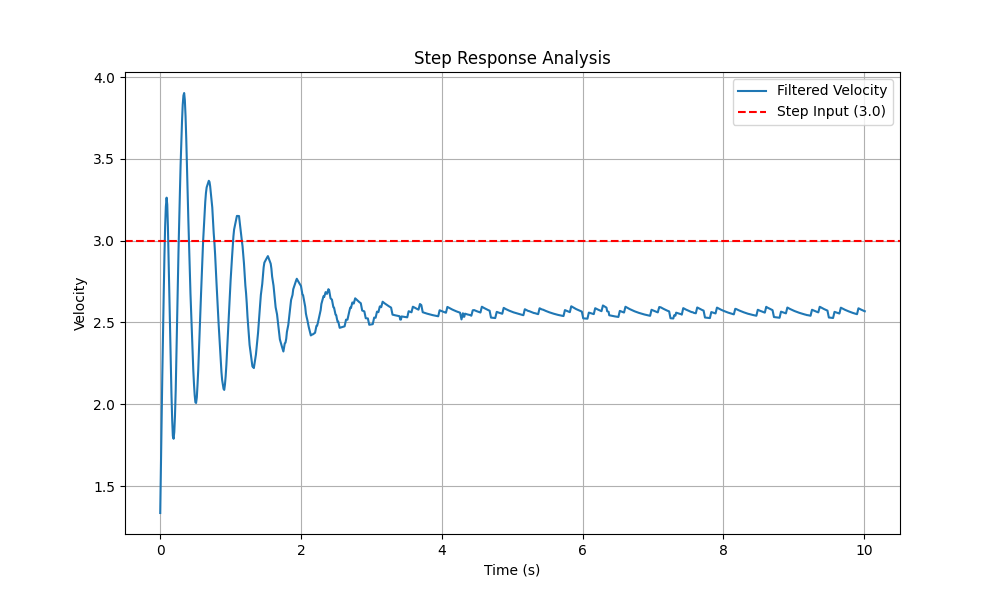 Step Response Analysis
Filtered Velocity
Step Input (3.0)
4.0
3.5
3.0
2.5
2.0
1.5
Velocity
0 2 4 6 8 10
Time (s)